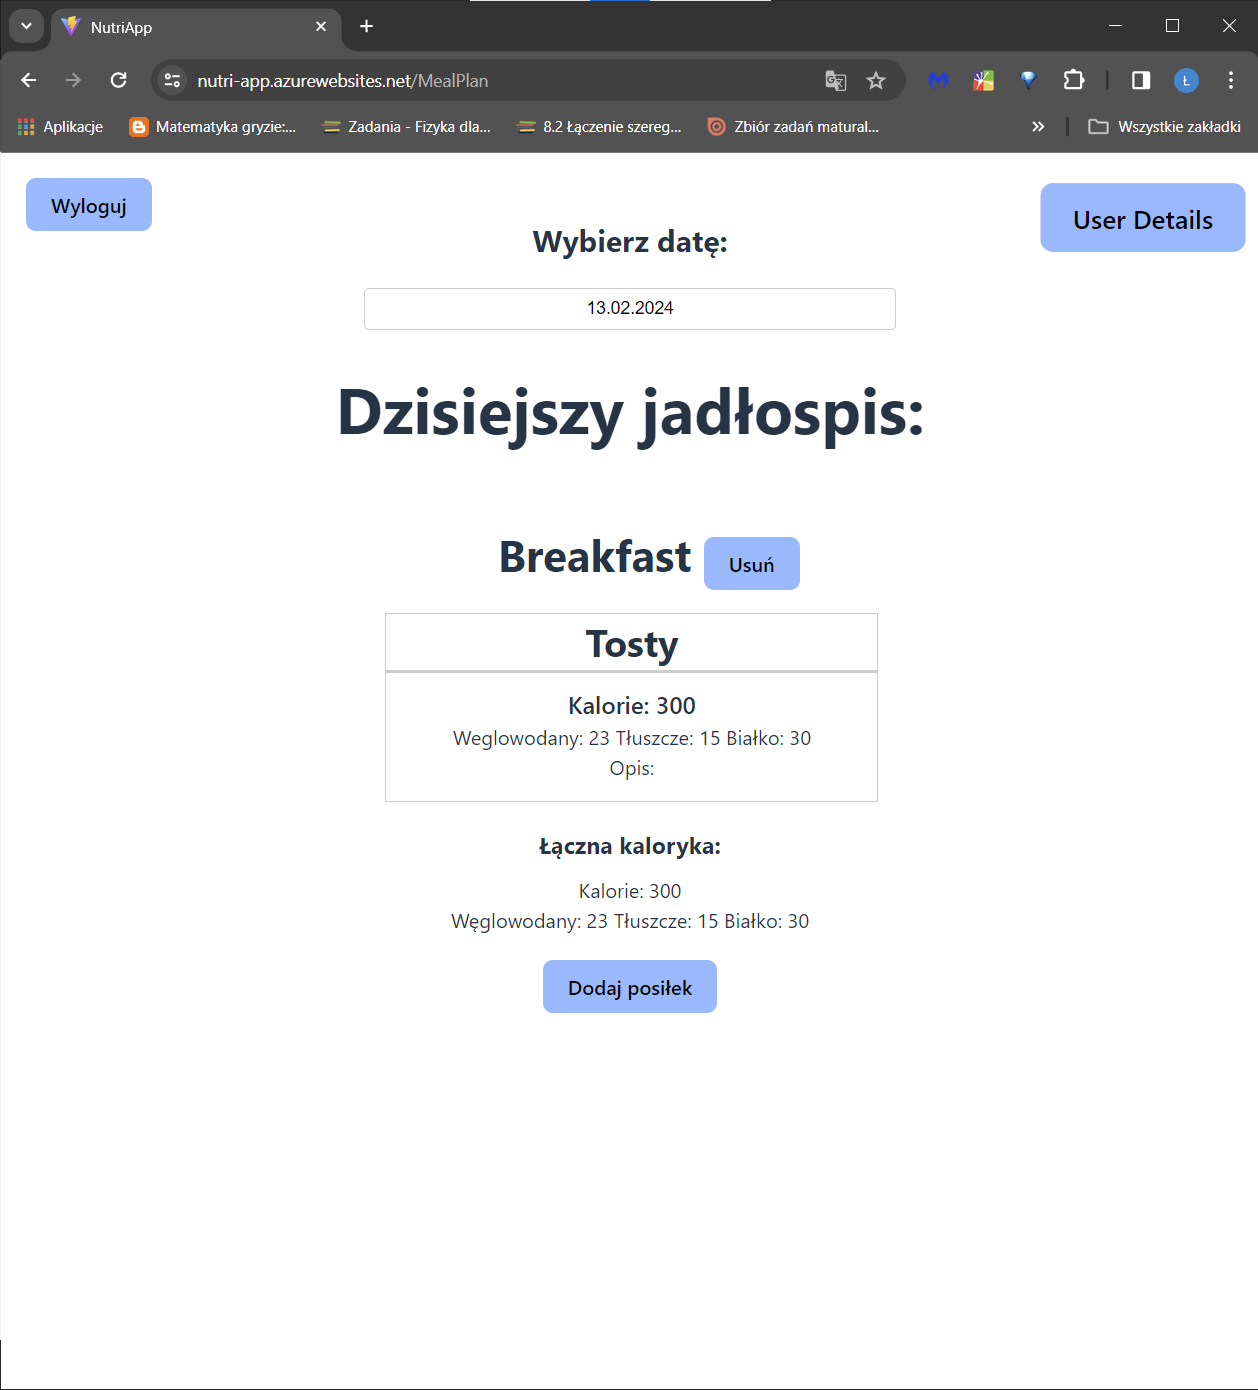 NutriApp
nutri-app.azurewebsites.net/MealPlan
Ł
Aplikacje
Matematyka gryzie:...
Zadania - Fizyka dla...
8.2 Łączenie szereg...
Zbiór zadań matural...
Wszystkie zakładki
Wyloguj
User Details
Wybierz datę:
13.02.2024
Dzisiejszy jadłospis:
Breakfast
Usuń
Tosty
Kalorie: 300
Weglowodany: 23 Tłuszcze: 15 Białko: 30
Opis:
Łączna kaloryka:
Kalorie: 300
Węglowodany: 23 Tłuszcze: 15 Białko: 30
Dodaj posiłek